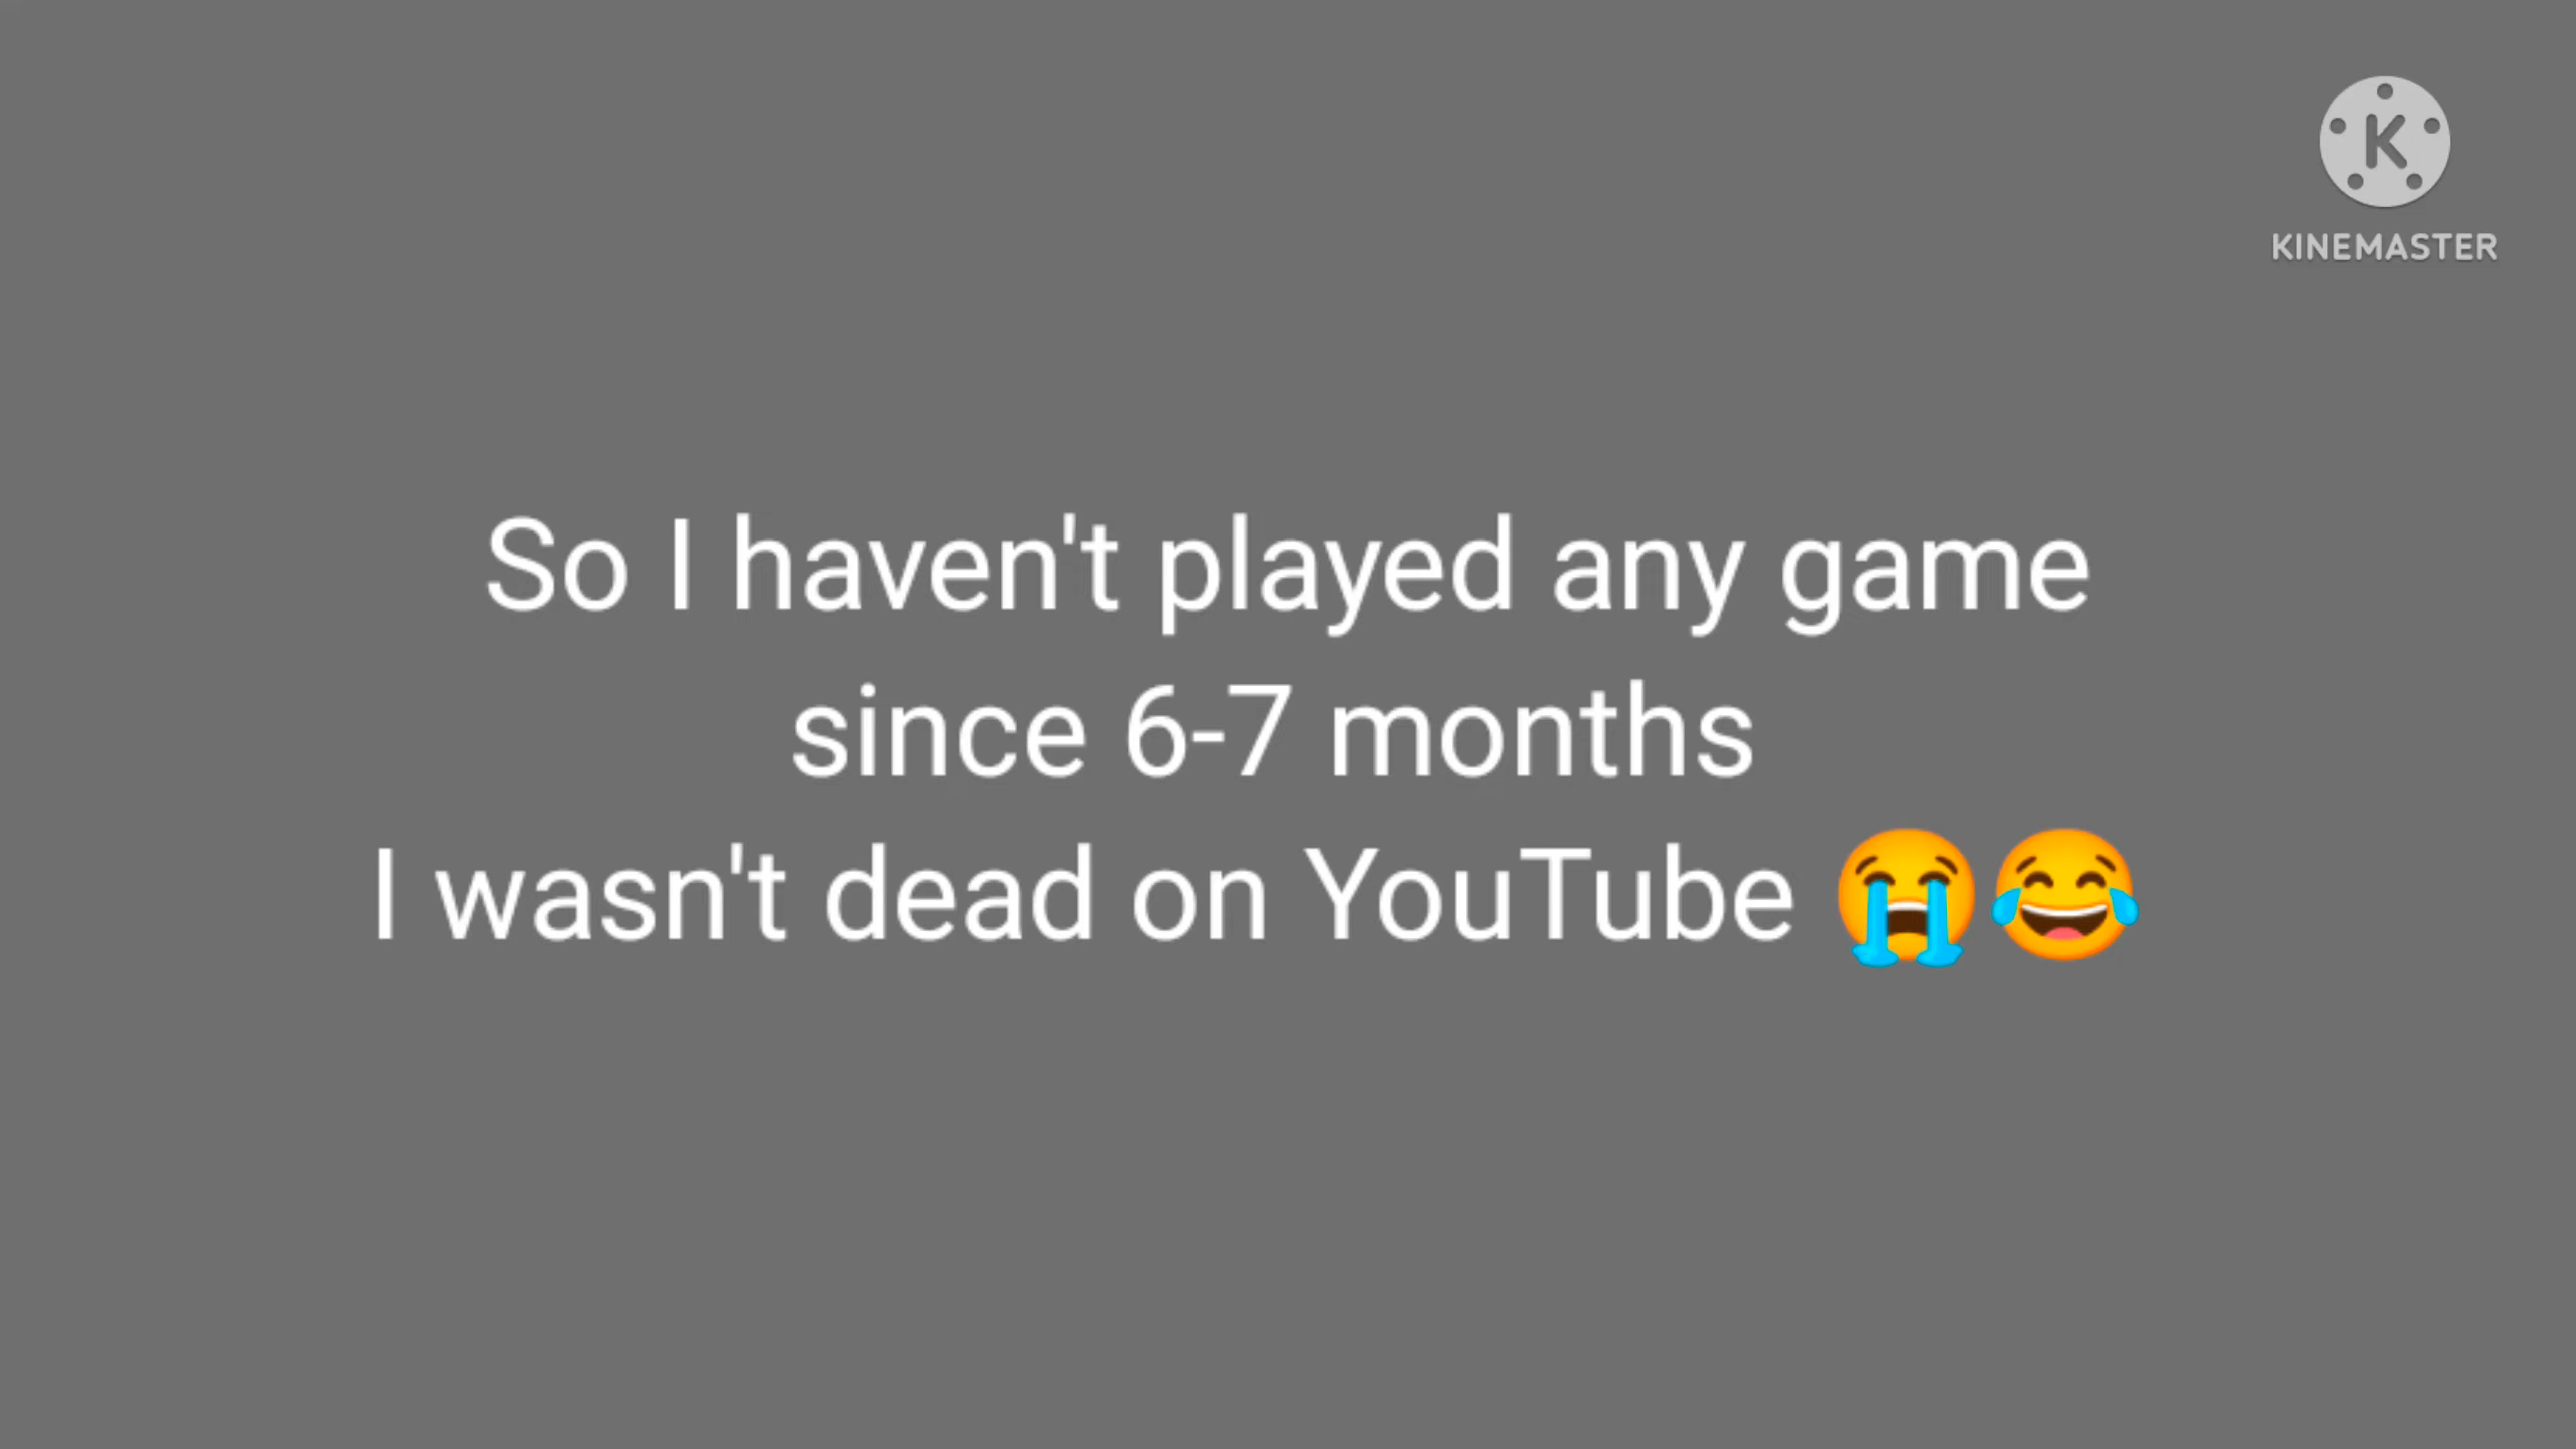 K
KINEMASTER
So I haven't played any game
since 6-7 months
I wasn't dead on YouTube 😭😂